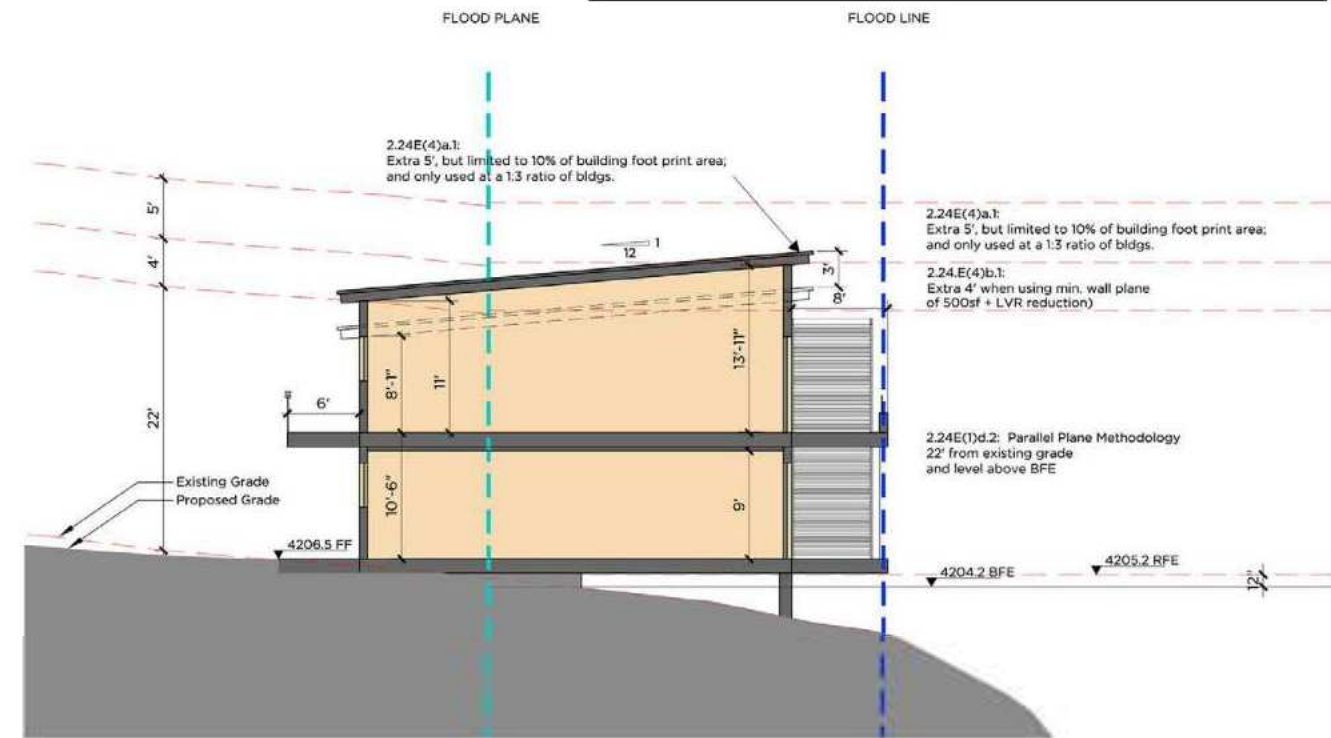 FLOOD PLANE
FLOOD LINE
2.24E(4)a.1:
Extra 5', but limited to 10% of building foot print area;
and only used at a 1:3 ratio of bldgs.
5'
4'
22'
1
12
3'
8'
2.24E(4)a.1:
Extra 5', but limited to 10% of building foot print area;
and only used at a 1:3 ratio of bldgs.
2.24.E(4)b.1:
Extra 4' when using min. wall plane
of 500sf + LVR reduction)
6'
8'-1"
11'
13'-11"
2.24E(1)d.2: Parallel Plane Methodology
22' from existing grade
and level above BFE
Existing Grade
Proposed Grade
10'-6"
9'
4206.5 FF
4204.2 BFE
4205.2 RFE
12"